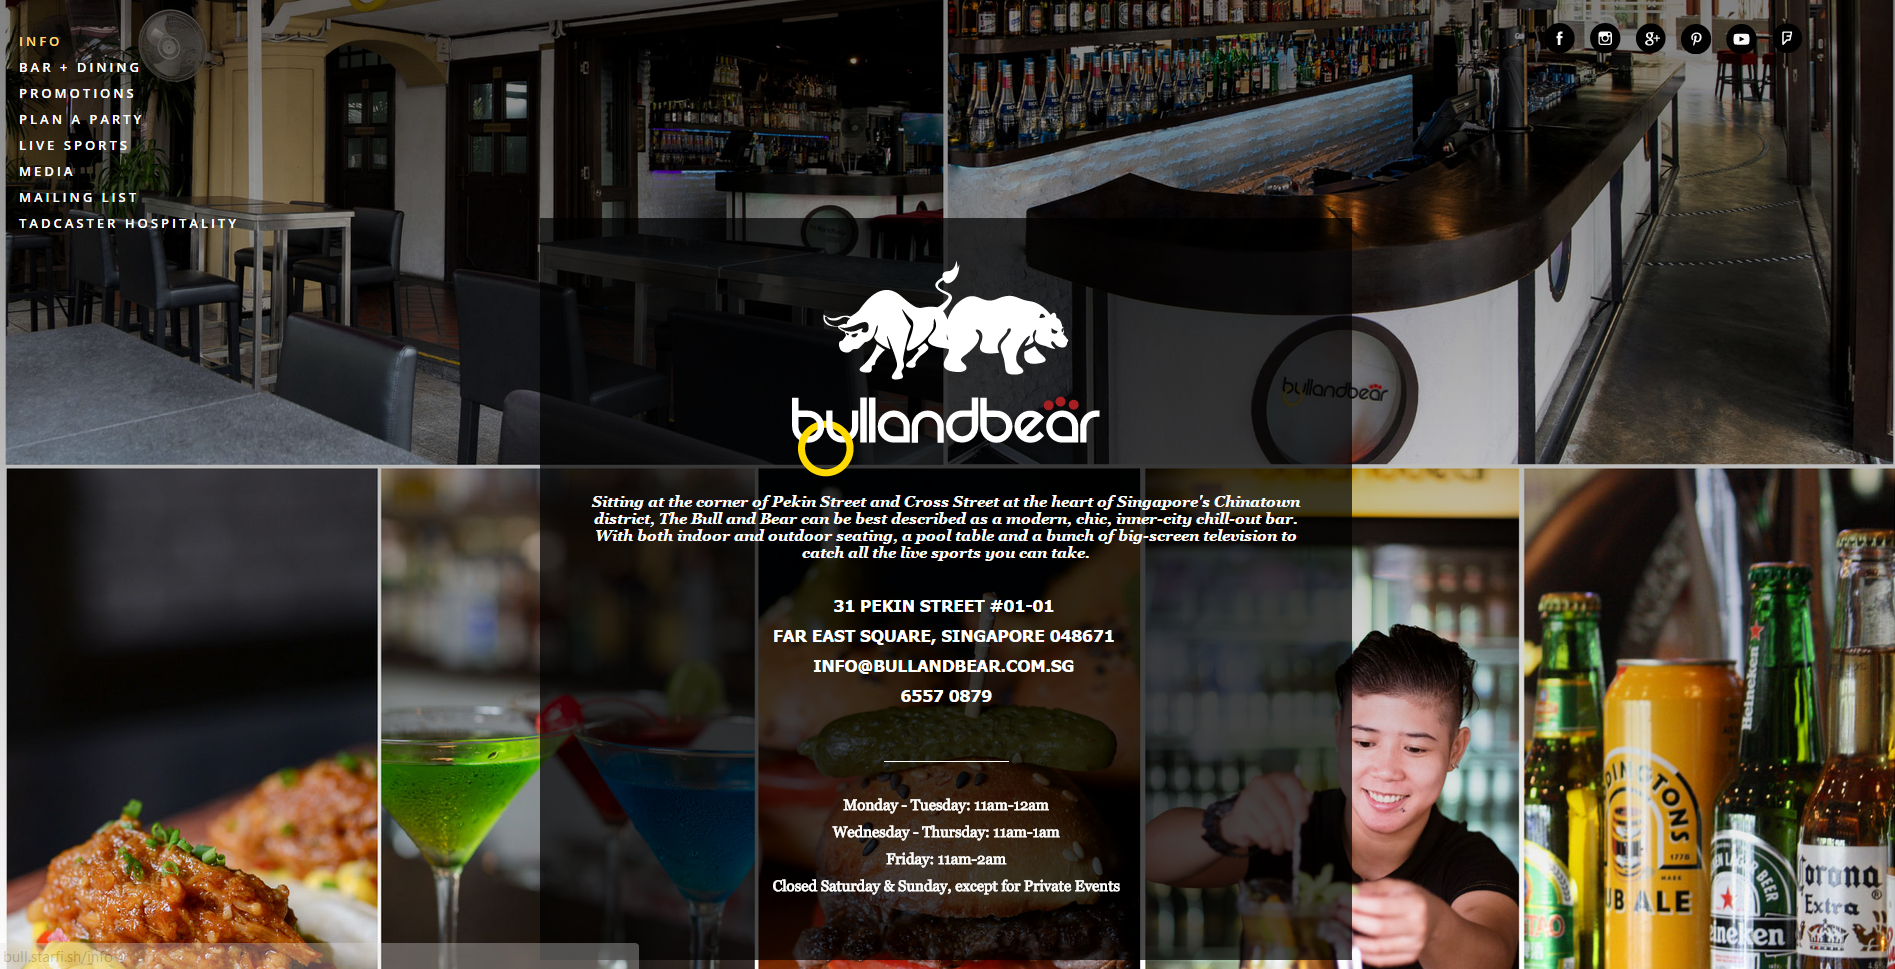 INFO
BAR + DINING
PROMOTIONS
PLAN A PARTY
LIVE SPORTS
MEDIA
MAILING LIST
TADCASTER HOSPITALITY
f
g+
bullandbear
bullandbear
Sitting at the corner of Pekin Street and Cross Street at the heart of Singapore's Chinatown
district, The Bull and Bear can be best described as a modern, chic, inner-city chill-out bar.
With both indoor and outdoor seating, a pool table and a bunch of big-screen television to
catch all the live sports you can take.
31 PEKIN STREET #01-01
FAR EAST SQUARE, SINGAPORE 048671
INFO@BULLANDBEAR.COM.SG
6557 0879
Monday - Tuesday: 11am-12am
Wednesday - Thursday: 11am-1am
Friday: 11am-2am
Closed Saturday & Sunday, except for Private Events
Heineken
DINGTONS
1778
UB ALE
LAGER BEER
Heineken
Corona
Extra
TAO
bull.starfi.sh/info